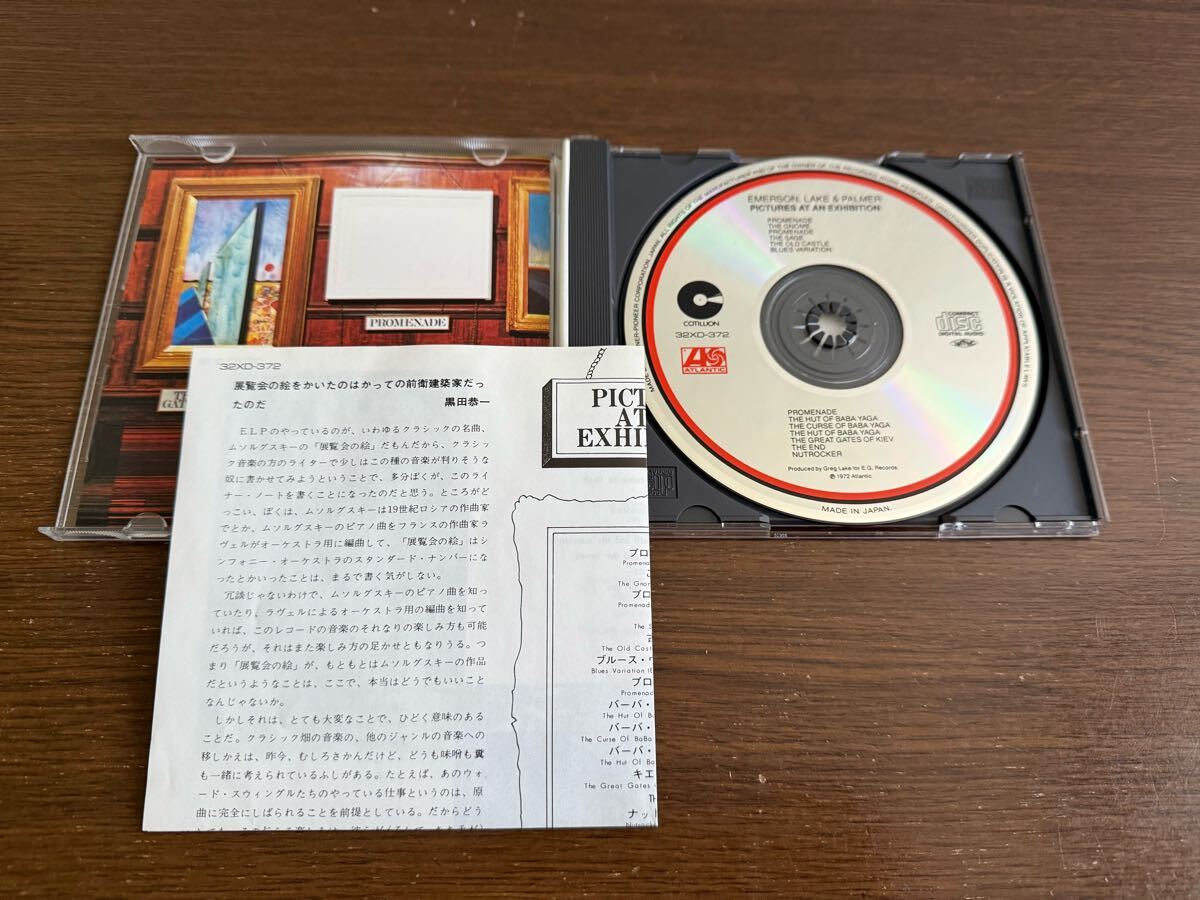 PROMENADE
TH
GAT
32XD-372
展覧会の絵をかいたのはかっての前衛建築家だっ
たのだ 黒田恭一
ELPのやっているのが、いわゆるクラシックの名曲、
ムソルグスキーの「展覧会の絵」だもんだから、クラシッ
ク音楽の方のライターで少しはこの種の音楽が判りそうな
奴に書かせてみようということで、多分ぼくが、このライ
ナー・ノートを書くことになったのだと思う。ところがど
っこい、ぼくは、ムソルグスキーは19世紀ロシアの作曲家
でとか、ムソルグスキーのピアノ曲をフランスの作曲家ラ
ヴェルがオーケストラ用に編曲して、「展覧会の絵」はシ
ンフォニー・オーケストラのスタンダード・ナンバーにな
ったとかいったことは、まるで書く気がしない。
冗談じゃないわけで、ムソルグスキーのピアノ曲を知っ
ていたり、ラヴェルによるオーケストラ用の編曲を知って
いれば、このレコードの音楽のそれなりの楽しみ方も可能
だろうが、それはまた楽しみ方の足かせともなりうる。つ
まり「展覧会の絵」が、もともとはムソルグスキーの作品
だというようなことは、ここで、本当はどうでもいいこと
なんじゃないか。
しかしそれは、とても大変なことで、ひどく意味のある
ことだ。クラシック畑の音楽の、他のジャンルの音楽への
移しかえは、昨今、むしろさかんだけど、どうも味噌も糞
も一緒に考えられているふしがある。たとえば、あのウォ
ード・スウィングルたちのやっている仕事というのは、原
曲に完全にしばられることを前提としている。だからどう
PICT
AT
EXHI
プロ
Promenad
The Gno
プロ
Promenad
The S
The Old Cast
ブルース・
Blues Variation (E
プロ
Promenad
バーバ・
The Hut Of B
バーバ・
The Curse Of BaBa
バーバ・
The Hut Of B
キエ
The Great Gates
Th
ナット
EMERSON, LAKE & PALMER
PICTURES AT AN EXHIBITION
PROMENADE
THE GNOME
PROMENADE
THE SAGE
THE OLD CASTLE
BLUES VARIATION
COTILLION
32XD-372
ATLANTIC
COMPACT
disc
DIGITAL AUDIO
PROMENADE
THE HUT OF BABA YAGA
THE CURSE OF BABA YAGA
THE HUT OF BABA YAGA
THE GREAT GATES OF KIEV
THE END
NUTROCKER
Produced by Greg Lake for E.G. Records.
℗ 1972 Atlantic
MADE IN JAPAN.